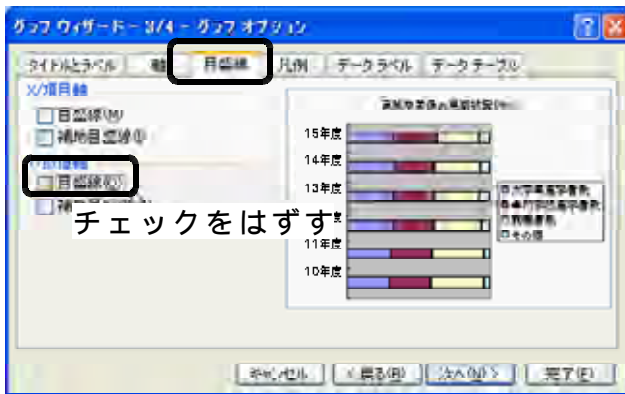 グラフ ウィザード - 3/4 - グラフ オプション
タイトルとラベル 軸 目盛線 凡例 データ ラベル データ テーブル
X/項目軸
目盛線(M)
補助目盛線(I)
目盛線(O)
チェックをはずす
15年度
14年度
13年度
11年度
10年度
その他
キャンセル < 戻る(B) 次へ(N) > 完了(F)